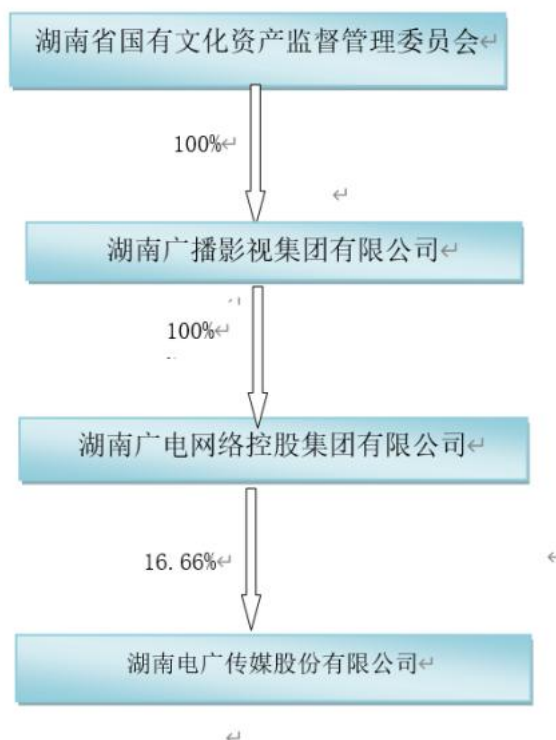 湖南省国有文化资产监督管理委员会
100%
湖南广播影视集团有限公司
100%
湖南广电网络控股集团有限公司
16.66%
湖南电广传媒股份有限公司